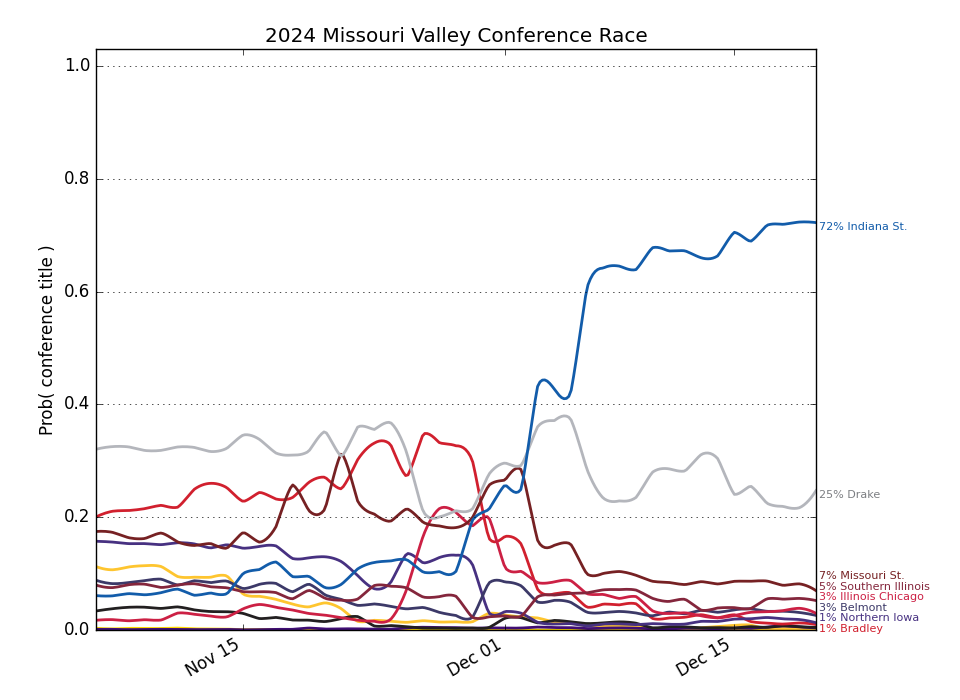 2024 Missouri Valley Conference Race
Prob( conference title )
1.0
0.8
0.6
0.4
0.2
0.0
Nov 15
Dec 01
Dec 15
72% Indiana St.
25% Drake
7% Missouri St.
5% Southern Illinois
3% Illinois Chicago
3% Belmont
1% Northern Iowa
1% Bradley